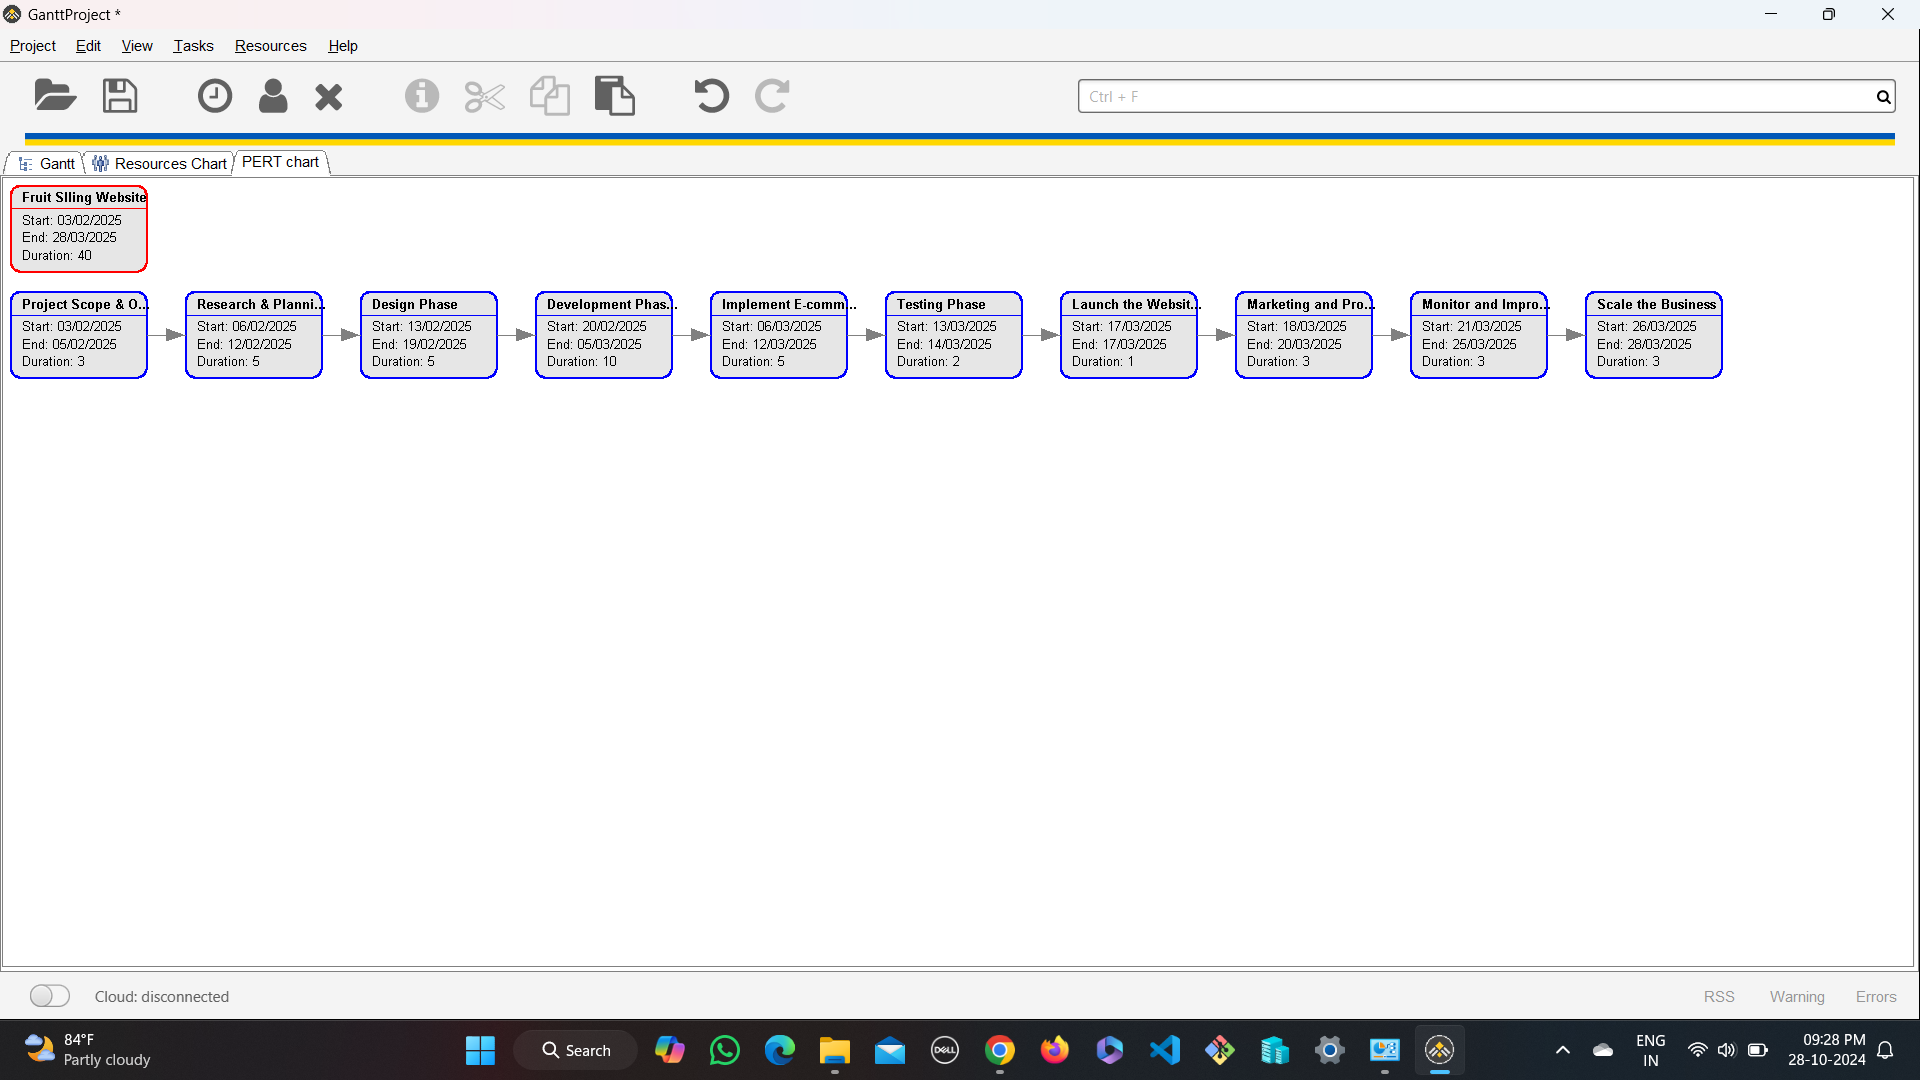 GanttProject *
Project Edit View Tasks Resources Help
Ctrl + F
Gantt Resources Chart PERT chart
Fruit Slling Website
Start: 03/02/2025
End: 28/03/2025
Duration: 40
Project Scope & O...
Start: 03/02/2025
End: 05/02/2025
Duration: 3
Research & Planni...
Start: 06/02/2025
End: 12/02/2025
Duration: 5
Design Phase
Start: 13/02/2025
End: 19/02/2025
Duration: 5
Development Phas...
Start: 20/02/2025
End: 05/03/2025
Duration: 10
Implement E-comm...
Start: 06/03/2025
End: 12/03/2025
Duration: 5
Testing Phase
Start: 13/03/2025
End: 14/03/2025
Duration: 2
Launch the Websit...
Start: 17/03/2025
End: 17/03/2025
Duration: 1
Marketing and Pro...
Start: 18/03/2025
End: 20/03/2025
Duration: 3
Monitor and Impro...
Start: 21/03/2025
End: 25/03/2025
Duration: 3
Scale the Business
Start: 26/03/2025
End: 28/03/2025
Duration: 3
Cloud: disconnected
RSS Warning Errors
84°F
Partly cloudy
Search
DELL
ENG
IN
09:28 PM
28-10-2024